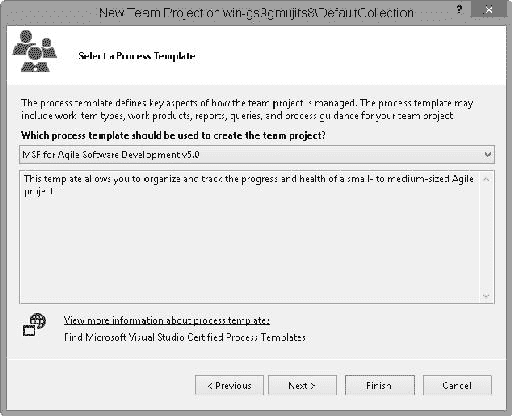 New Team Project on win-gs9gmujits8\DefaultCollection
?
Select a Process Template
The process template defines key aspects of how the team project is managed. The process template may
include work item types, work products, reports, queries, and process guidance for your team project.
Which process template should be used to create the team project?
MSF for Agile Software Development v5.0
This template allows you to organize and track the progress and health of a small- to medium-sized Agile
project.
View more information about process templates
Find Microsoft Visual Studio Certified Process Templates
< Previous
Next >
Finish
Cancel